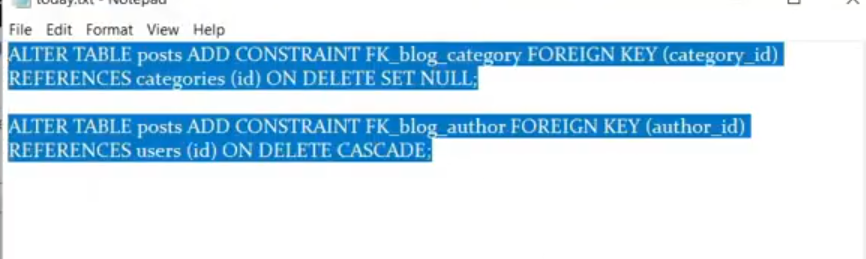 today.txt - Notepad
File Edit Format View Help
ALTER TABLE posts ADD CONSTRAINT FK_blog_category FOREIGN KEY (category_id)
REFERENCES categories (id) ON DELETE SET NULL;
ALTER TABLE posts ADD CONSTRAINT FK_blog_author FOREIGN KEY (author_id)
REFERENCES users (id) ON DELETE CASCADE;